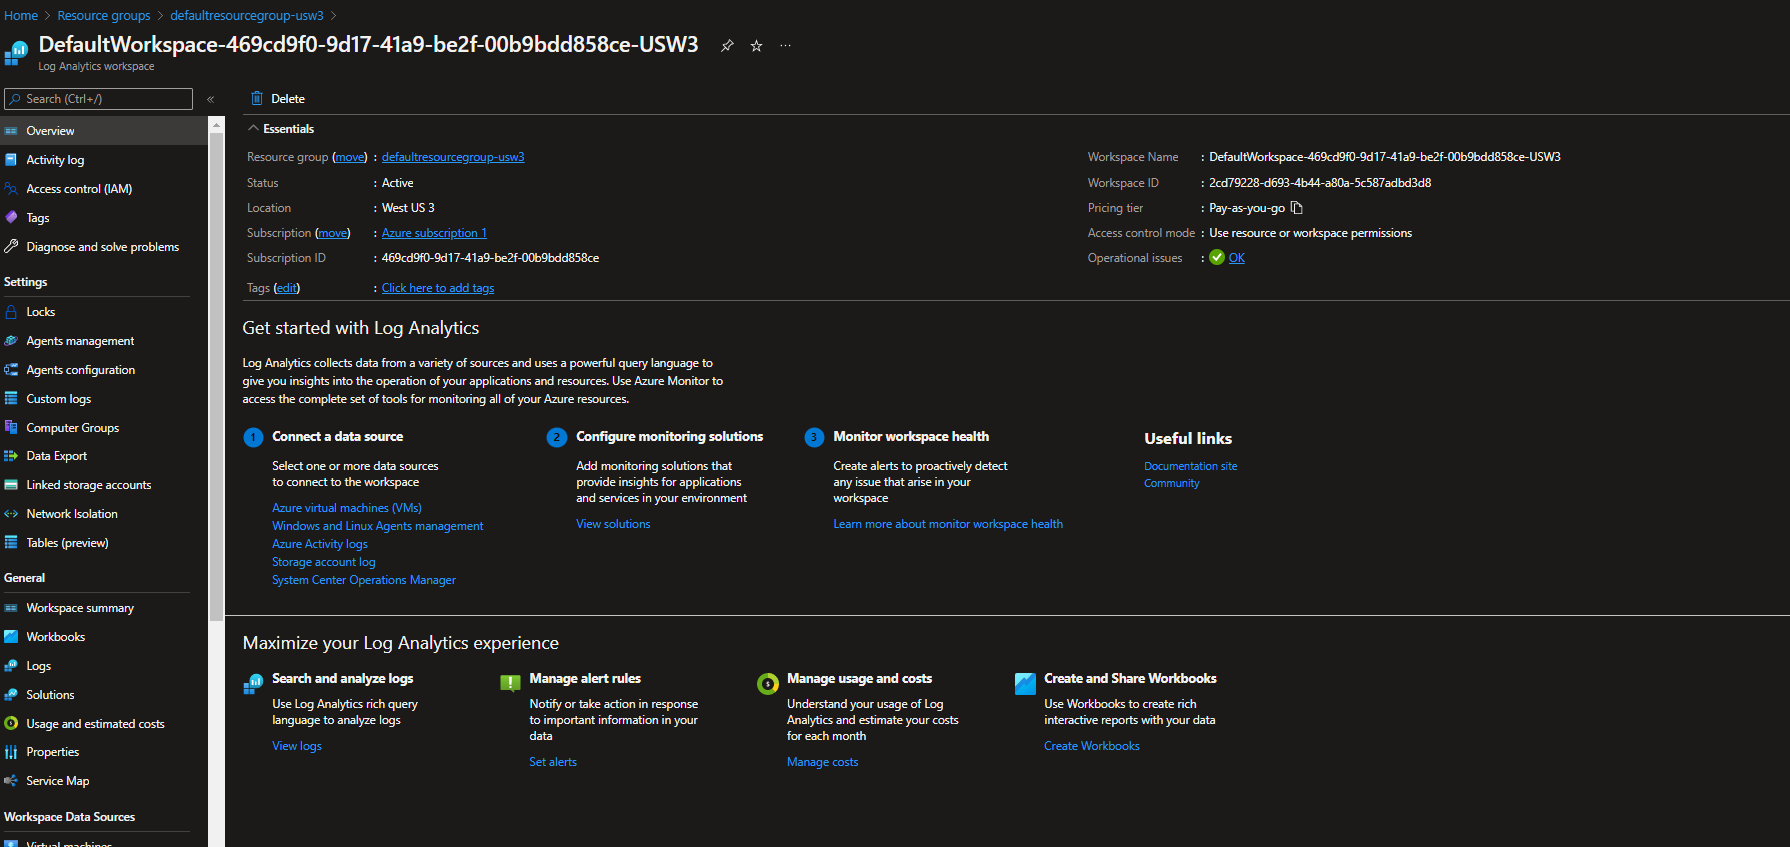 Home > Resource groups > defaultresourcegroup-usw3 >
DefaultWorkspace-469cd9f0-9d17-41a9-be2f-00b9bdd858ce-USW3
Log Analytics workspace
Search (Ctrl+/)
«
Overview
Activity log
Access control (IAM)
Tags
Diagnose and solve problems
Settings
Locks
Agents management
Agents configuration
Custom logs
Computer Groups
Data Export
Linked storage accounts
Network Isolation
Tables (preview)
General
Workspace summary
Workbooks
Logs
Solutions
Usage and estimated costs
Properties
Service Map
Workspace Data Sources
Virtual machines
Delete
Essentials
Resource group (move) : defaultresourcegroup-usw3
Status : Active
Location : West US 3
Subscription (move) : Azure subscription 1
Subscription ID : 469cd9f0-9d17-41a9-be2f-00b9bdd858ce
Tags (edit) : Click here to add tags
Workspace Name : DefaultWorkspace-469cd9f0-9d17-41a9-be2f-00b9bdd858ce-USW3
Workspace ID : 2cd79228-d693-4b44-a80a-5c587adbd3d8
Pricing tier : Pay-as-you-go
Access control mode : Use resource or workspace permissions
Operational issues : OK
Get started with Log Analytics
Log Analytics collects data from a variety of sources and uses a powerful query language to
give you insights into the operation of your applications and resources. Use Azure Monitor to
access the complete set of tools for monitoring all of your Azure resources.
1 Connect a data source
Select one or more data sources
to connect to the workspace
Azure virtual machines (VMs)
Windows and Linux Agents management
Azure Activity logs
Storage account log
System Center Operations Manager
2 Configure monitoring solutions
Add monitoring solutions that
provide insights for applications
and services in your environment
View solutions
3 Monitor workspace health
Create alerts to proactively detect
any issue that arise in your
workspace
Learn more about monitor workspace health
Useful links
Documentation site
Community
Maximize your Log Analytics experience
Search and analyze logs
Use Log Analytics rich query
language to analyze logs
View logs
Manage alert rules
Notify or take action in response
to important information in your
data
Set alerts
Manage usage and costs
Understand your usage of Log
Analytics and estimate your costs
for each month
Manage costs
Create and Share Workbooks
Use Workbooks to create rich
interactive reports with your data
Create Workbooks